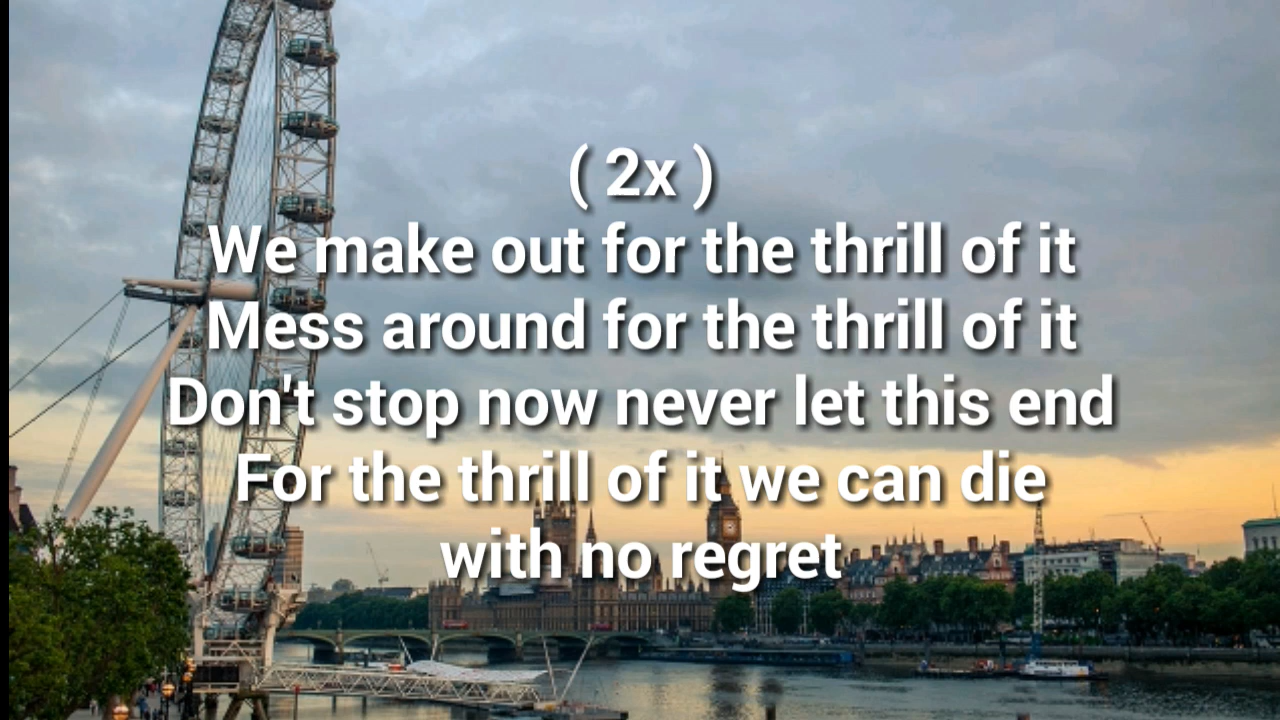 ( 2x )
We make out for the thrill of it
Mess around for the thrill of it
Don't stop now never let this end
For the thrill of it we can die
with no regret